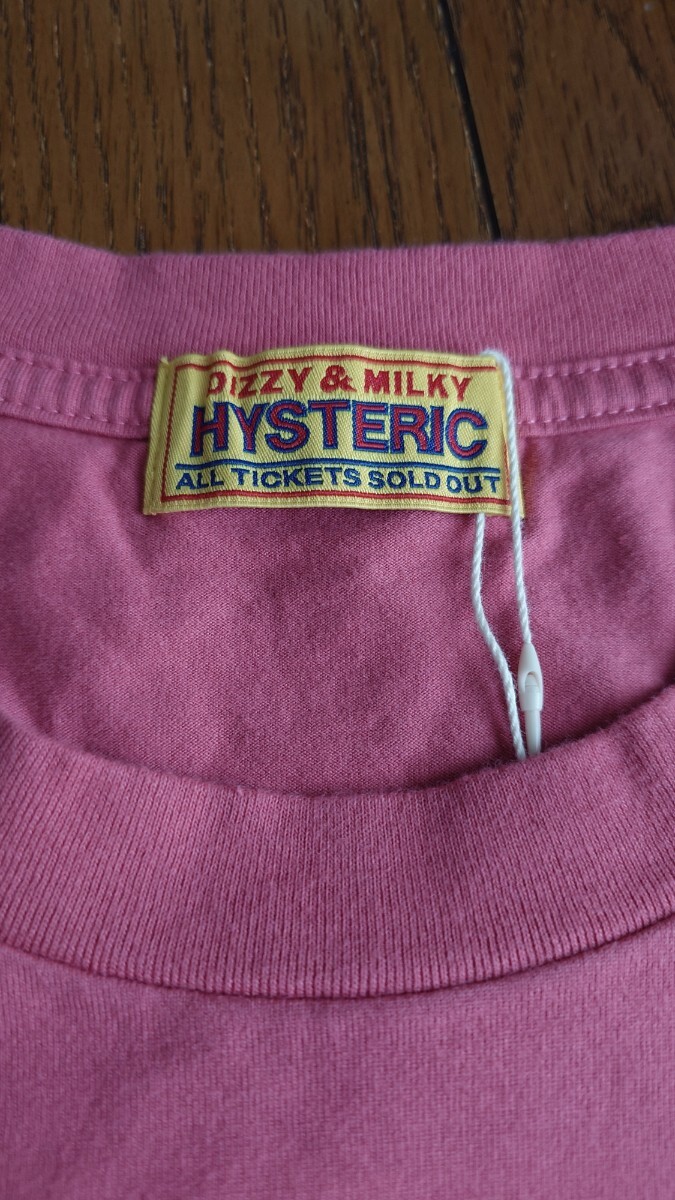 DIZZY & MILKY
HYSTERIC
ALL TICKETS SOLD OUT